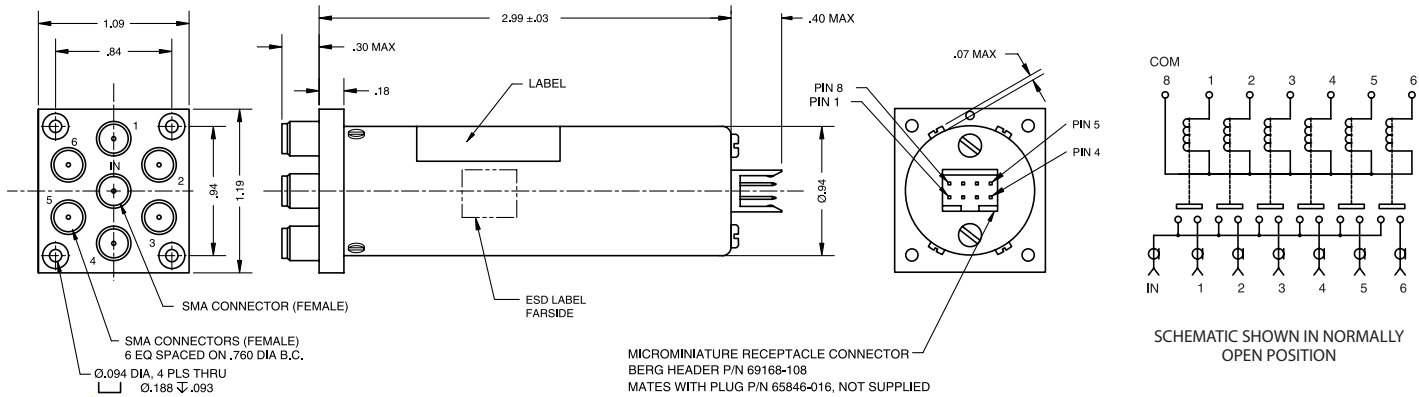 1.09
.84
1
6
IN
2
5
3
4
.94
1.19
SMA CONNECTOR (FEMALE)
SMA CONNECTORS (FEMALE)
6 EQ SPACED ON .760 DIA B.C.
Ø.094 DIA, 4 PLS THRU
⌴ Ø.188 ↧ .093
2.99 ±.03
.40 MAX
.30 MAX
.18
LABEL
Ø.94
ESD LABEL
FARSIDE
.07 MAX
PIN 8
PIN 1
PIN 5
PIN 4
MICROMINIATURE RECEPTACLE CONNECTOR
BERG HEADER P/N 69168-108
MATES WITH PLUG P/N 65846-016, NOT SUPPLIED
COM
8 1 2 3 4 5 6
IN 1 2 3 4 5 6
SCHEMATIC SHOWN IN NORMALLY
OPEN POSITION